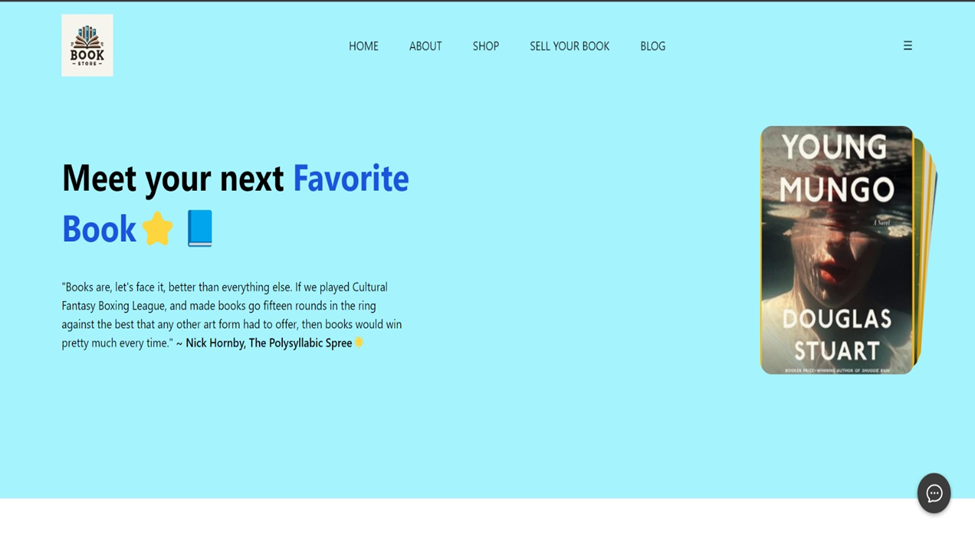 BOOK
STORE
HOME ABOUT SHOP SELL YOUR BOOK BLOG
Meet your next Favorite
Book
"Books are, let's face it, better than everything else. If we played Cultural
Fantasy Boxing League, and made books go fifteen rounds in the ring
against the best that any other art form had to offer, then books would win
pretty much every time." ~ Nick Hornby, The Polysyllabic Spree
YOUNG
MUNGO
A Novel
DOUGLAS
STUART
BOOKER PRIZE-WINNING AUTHOR OF SHUGGIE BAIN